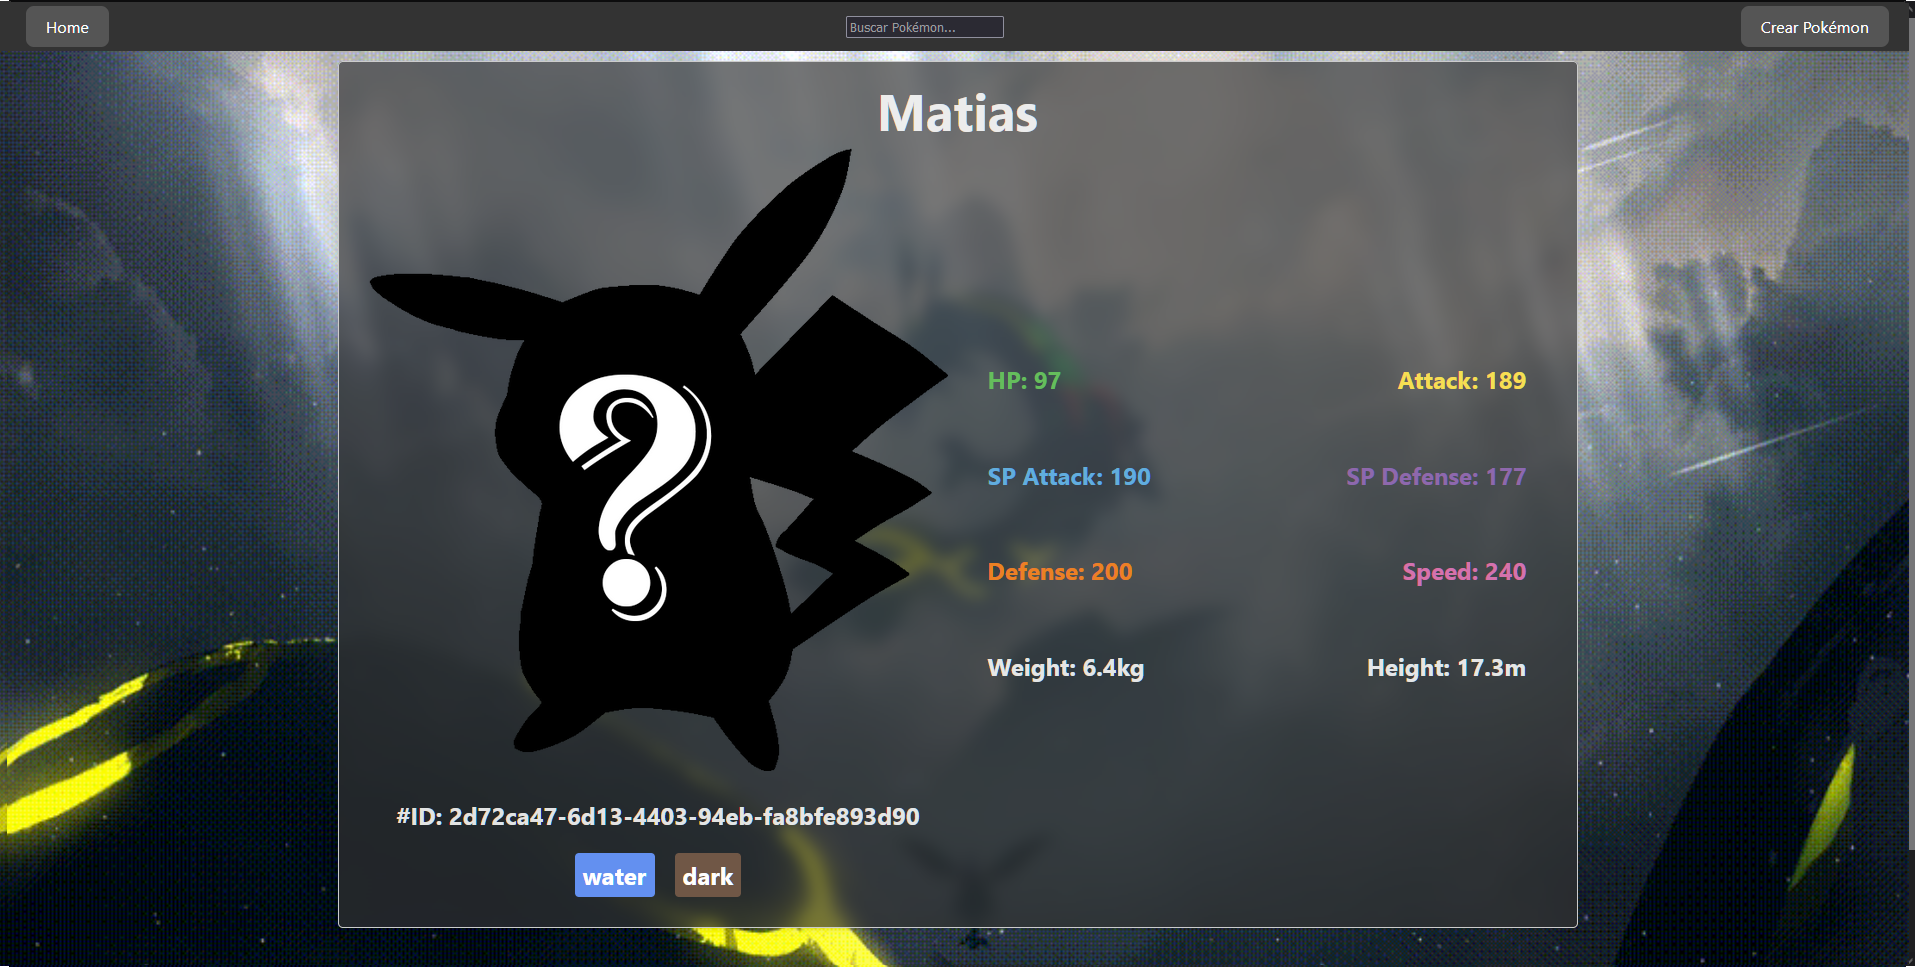 Home
Buscar Pokémon...
Crear Pokémon
Matias
?
HP: 97
Attack: 189
SP Attack: 190
SP Defense: 177
Defense: 200
Speed: 240
Weight: 6.4kg
Height: 17.3m
#ID: 2d72ca47-6d13-4403-94eb-fa8bfe893d90
water
dark